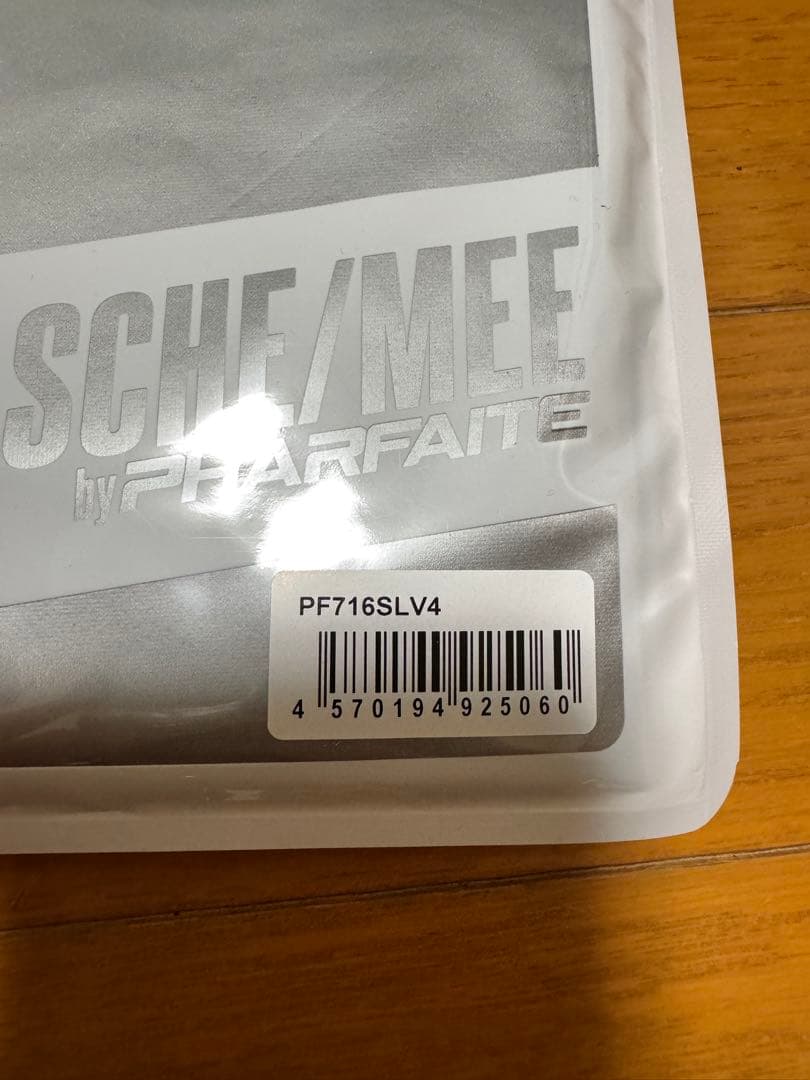 SCHE/MEE
by PHARFAITE
PF716SLV4
4 570194 925060